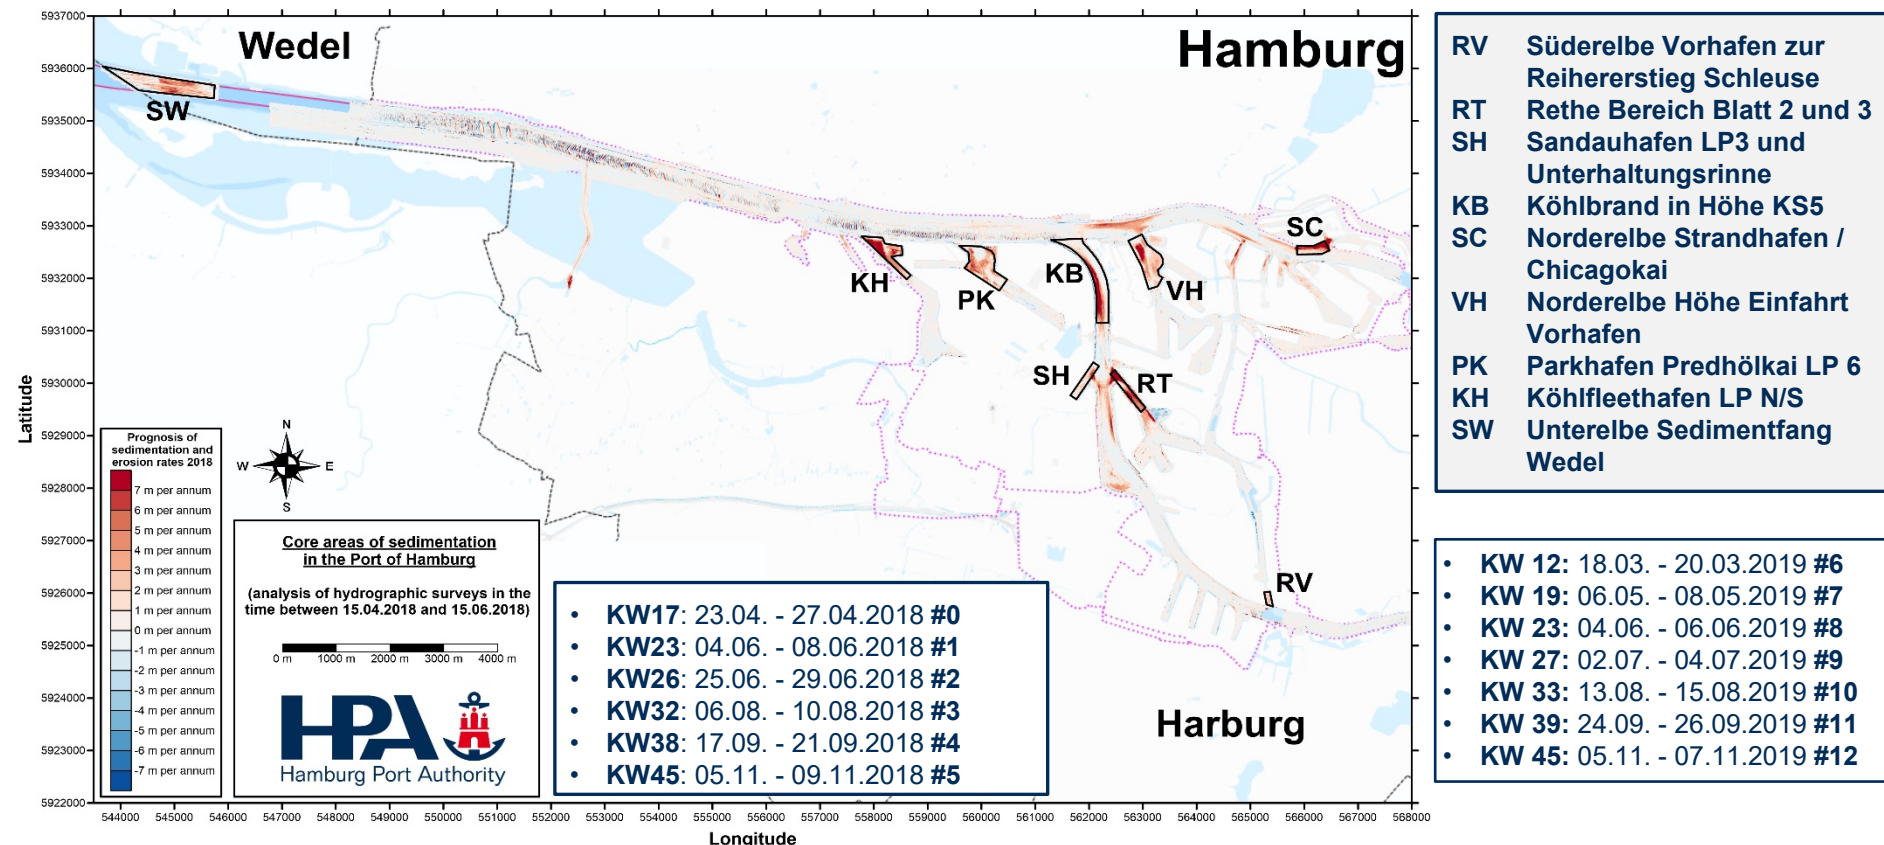 5937000
5936000
5935000
5934000
5933000
5932000
5931000
5930000
5929000
5928000
5927000
5926000
5925000
5924000
5923000
5922000
Latitude
Wedel
Hamburg
SW
KH
PK
KB
VH
SC
SH
RT
RV
Harburg
N
W
E
S
Prognosis of
sedimentation and
erosion rates 2018
7 m per annum
6 m per annum
5 m per annum
4 m per annum
3 m per annum
2 m per annum
1 m per annum
0 m per annum
-1 m per annum
-2 m per annum
-3 m per annum
-4 m per annum
-5 m per annum
-6 m per annum
-7 m per annum
Core areas of sedimentation
in the Port of Hamburg
(analysis of hydrographic surveys in the
time between 15.04.2018 and 15.06.2018)
0 m 1000 m 2000 m 3000 m 4000 m
HPA
Hamburg Port Authority
• KW17: 23.04. - 27.04.2018 #0
• KW23: 04.06. - 08.06.2018 #1
• KW26: 25.06. - 29.06.2018 #2
• KW32: 06.08. - 10.08.2018 #3
• KW38: 17.09. - 21.09.2018 #4
• KW45: 05.11. - 09.11.2018 #5
544000 545000 546000 547000 548000 549000 550000 551000 552000 553000 554000 555000 556000 557000 558000 559000 560000 561000 562000 563000 564000 565000 566000 567000 568000
Longitude
RV Süderelbe Vorhafen zur
Reihererstieg Schleuse
RT Rethe Bereich Blatt 2 und 3
SH Sandauhafen LP3 und
Unterhaltungsrinne
KB Köhlbrand in Höhe KS5
SC Norderelbe Strandhafen /
Chicagokai
VH Norderelbe Höhe Einfahrt
Vorhafen
PK Parkhafen Predhölkai LP 6
KH Köhlfleethafen LP N/S
SW Unterelbe Sedimentfang
Wedel
• KW 12: 18.03. - 20.03.2019 #6
• KW 19: 06.05. - 08.05.2019 #7
• KW 23: 04.06. - 06.06.2019 #8
• KW 27: 02.07. - 04.07.2019 #9
• KW 33: 13.08. - 15.08.2019 #10
• KW 39: 24.09. - 26.09.2019 #11
• KW 45: 05.11. - 07.11.2019 #12